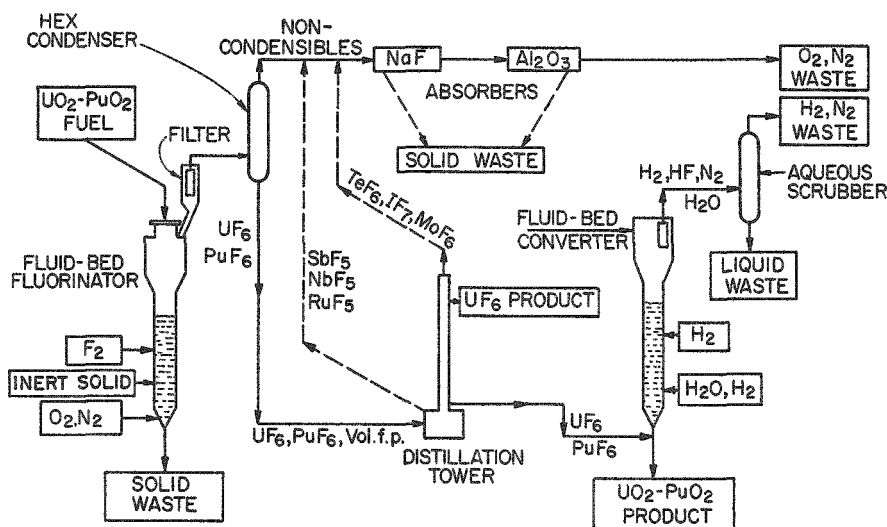 HEX
CONDENSER
NON-
CONDENSIBLES
NaF
Al2O3
O2,N2
WASTE
ABSORBERS
SOLID WASTE
H2,N2
WASTE
UO2-PuO2
FUEL
FILTER
AQUEOUS
SCRUBBER
H2,HF,N2
H2O
TeF6,IF7,MoF6
FLUID-BED
CONVERTER
UF6
PuF6
FLUID-BED
FLUORINATOR
SbF5
NbF5
RuF5
UF6 PRODUCT
LIQUID
WASTE
F2
H2
INERT SOLID
H2O,H2
O2,N2
UF6,PuF6,Vol.f.p.
UF6
PuF6
DISTILLATION
TOWER
SOLID
WASTE
UO2-PuO2
PRODUCT